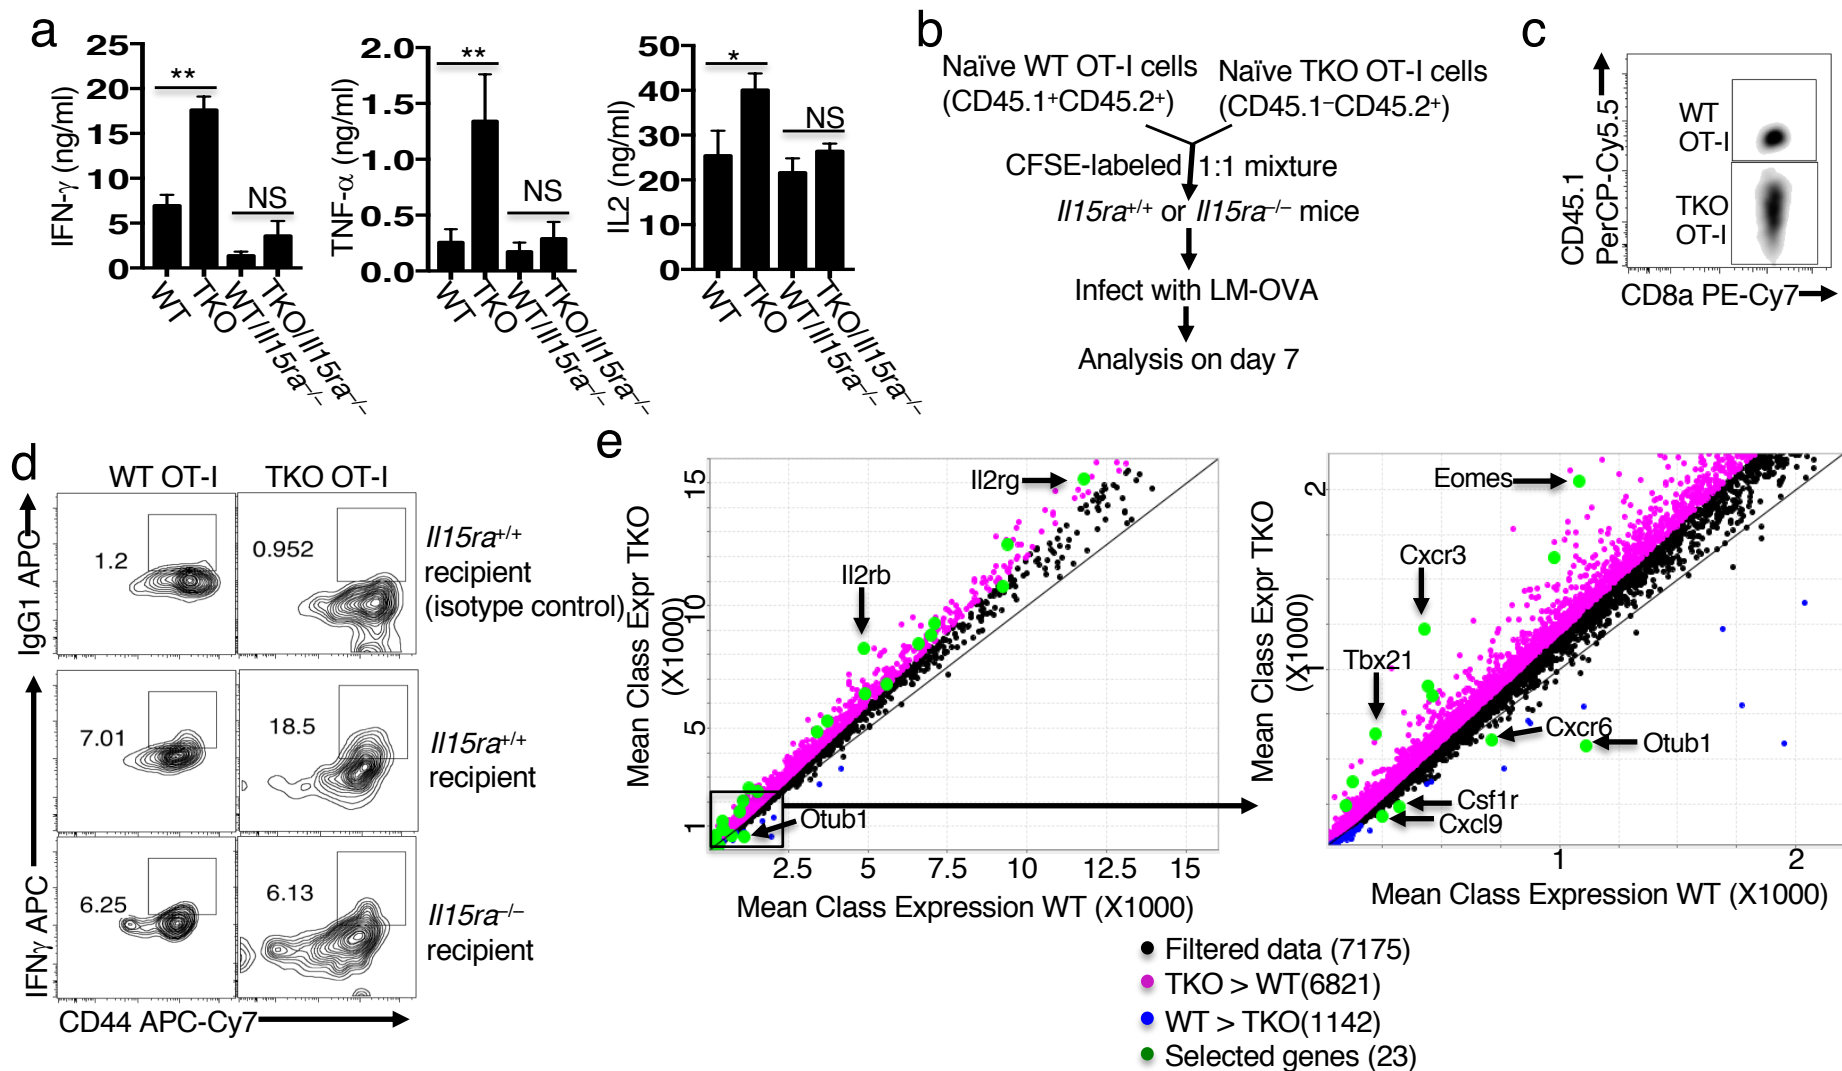 a
25
20
15
10
5
0
IFN-γ (ng/ml)
**
NS
WT
TKO
WT/Il15ra–/–
TKO/Il15ra–/–
2.0
1.5
1.0
0.5
0.0
TNF-α (ng/ml)
**
NS
WT
TKO
WT/Il15ra–/–
TKO/Il15ra–/–
50
40
30
20
10
0
IL2 (ng/ml)
*
NS
WT
TKO
WT/Il15ra–/–
TKO/Il15ra–/–
b
Naïve WT OT-I cells
(CD45.1+CD45.2+)
Naïve TKO OT-I cells
(CD45.1–CD45.2+)
CFSE-labeled 1:1 mixture
Il15ra+/+ or Il15ra–/– mice
Infect with LM-OVA
Analysis on day 7
c
CD45.1
PerCP-Cy5.5
WT
OT-I
TKO
OT-I
CD8a PE-Cy7
d
WT OT-I
TKO OT-I
IgG1 APC
1.2
0.952
Il15ra+/+
recipient
(isotype control)
7.01
18.5
Il15ra+/+
recipient
6.25
6.13
Il15ra–/–
recipient
IFNγ APC
CD44 APC-Cy7
e
Mean Class Expr TKO
(X1000)
15
10
5
1
Il2rg
Il2rb
Otub1
2.5
5
7.5
10
12.5
15
Mean Class Expression WT (X1000)
Mean Class Expr TKO
(X1000)
2
1
Eomes
Cxcr3
Tbx21
Cxcr6
Otub1
Csf1r
Cxcl9
1
2
Mean Class Expression WT (X1000)
Filtered data (7175)
TKO > WT(6821)
WT > TKO(1142)
Selected genes (23)